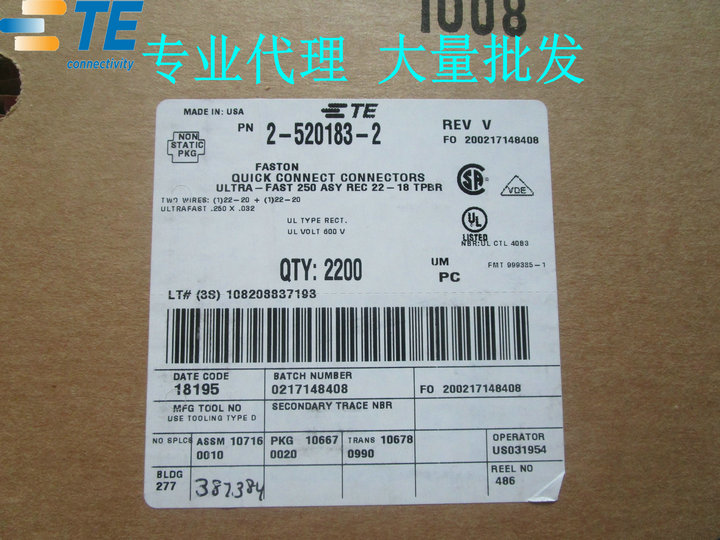 1008
TE
connectivity
专业代理 大量批发
MADE IN: USA
TE
PN 2-520183-2
REV V
FO 200217148408
NON
STATIC
PKG
FASTON
QUICK CONNECT CONNECTORS
ULTRA-FAST 250 ASY REC 22-18 TPBR
TWO WIRES: (1)22-20 + (1)22-20
ULTRAFAST .250 X .032
SA
VDE
UL TYPE RECT.
UL VOLT 600 V
UL
LISTED
NBR:UL CTL 4083
QTY: 2200
UM
PC
FMT 999385-1
LT# (3S) 108208837193
DATE CODE
18195
BATCH NUMBER
0217148408
FO 200217148408
MFG TOOL NO
USE TOOLING TYPE D
SECONDARY TRACE NBR
NO SPLCS
ASSM 10716
0010
PKG 10667
0020
TRANS 10678
0990
OPERATOR
US031954
BLDG
277
387384
REEL NO
486